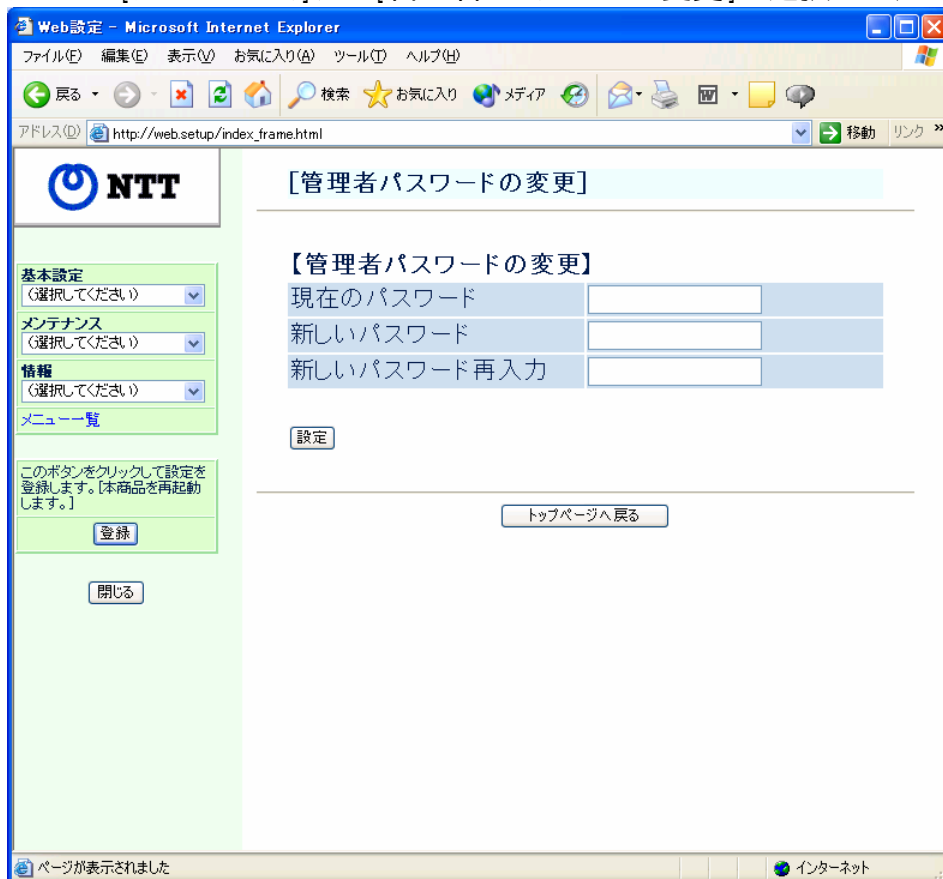 Web設定 - Microsoft Internet Explorer
ファイル(F) 編集(E) 表示(V) お気に入り(A) ツール(T) ヘルプ(H)
戻る 検索 お気に入り メディア
アドレス(D) http://web.setup/index_frame.html 移動 リンク »
NTT
基本設定
(選択してください)
メンテナンス
(選択してください)
情報
(選択してください)
メニュー一覧
このボタンをクリックして設定を
登録します。[本商品を再起動
します。]
登録
閉じる
[管理者パスワードの変更]
【管理者パスワードの変更】
現在のパスワード
新しいパスワード
新しいパスワード再入力
設定
トップページへ戻る
ページが表示されました インターネット